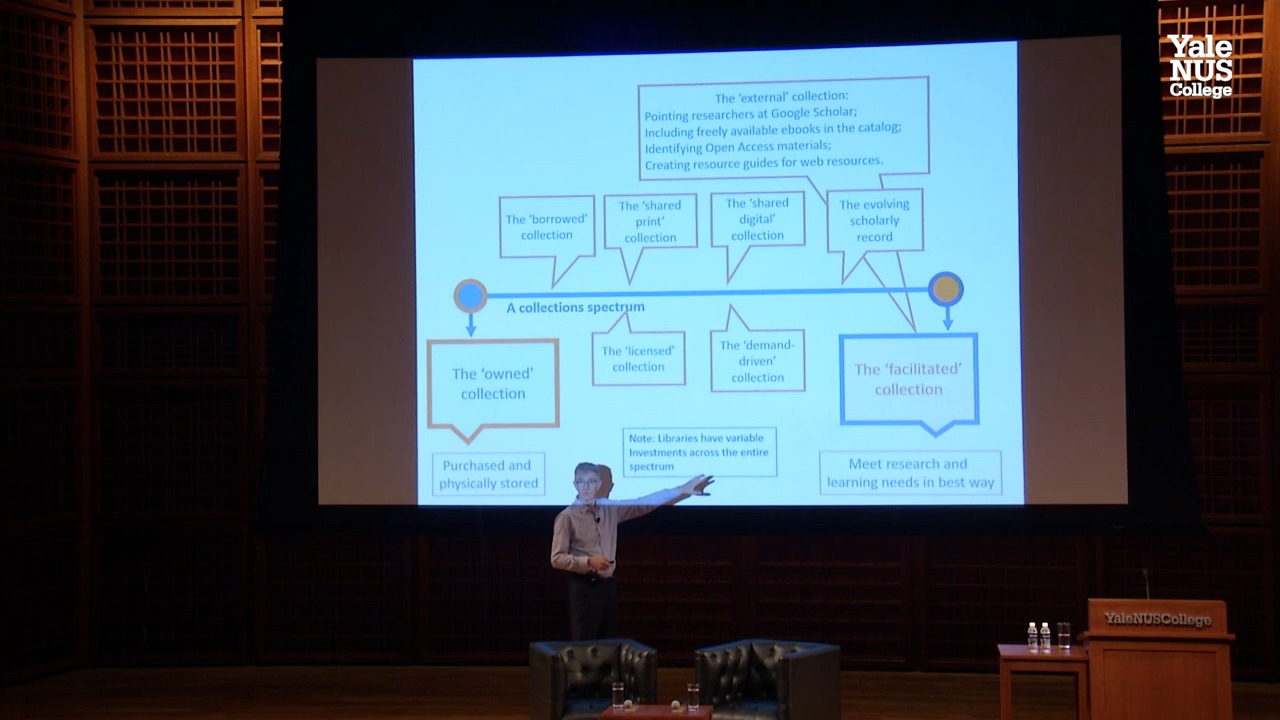 Yale
NUS
College
The 'external' collection:
Pointing researchers at Google Scholar;
Including freely available ebooks in the catalog;
Identifying Open Access materials;
Creating resource guides for web resources.
The 'borrowed'
collection
The 'shared
print'
collection
The 'shared
digital'
collection
The evolving
scholarly
record
A collections spectrum
The 'owned'
collection
The 'licensed'
collection
The 'demand-
driven'
collection
The 'facilitated'
collection
Note: Libraries have variable
Investments across the entire
spectrum
Purchased and
physically stored
Meet research and
learning needs in best way
YaleNUSCollege